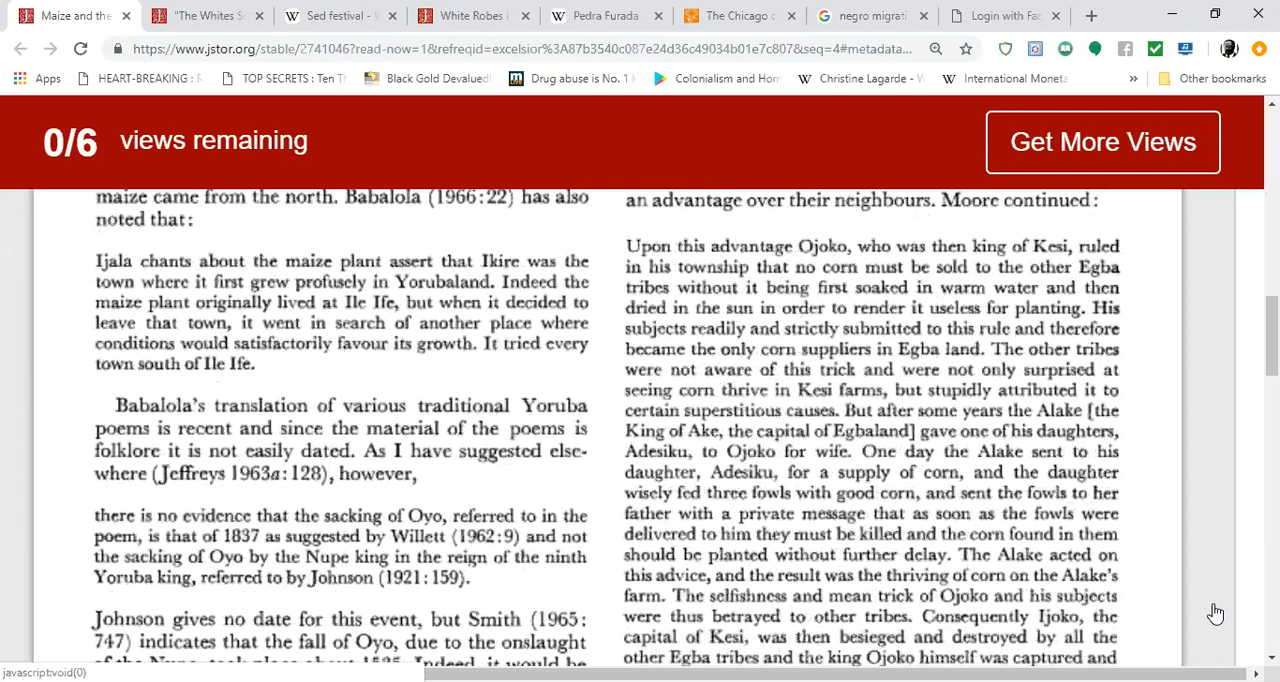 Maize and the
"The Whites Si
Sed festival -
White Robes i
Pedra Furada
The Chicago
negro migrati
Login with Fac
https://www.jstor.org/stable/2741046?read-now=1&refreqid=excelsior%3A87b3540c087e24d36c49034b01e7c807&seq=4#metadata...
Apps
HEART-BREAKING :
TOP SECRETS : Ten Th
Black Gold Devalued
Drug abuse is No. 1
Colonialism and Hom
Christine Lagarde - W
International Moneta
»
Other bookmarks
0/6 views remaining
Get More Views
maize came from the north. Babalola (1966:22) has also
noted that:
Ijala chants about the maize plant assert that Ikire was the
town where it first grew profusely in Yorubaland. Indeed the
maize plant originally lived at Ile Ife, but when it decided to
leave that town, it went in search of another place where
conditions would satisfactorily favour its growth. It tried every
town south of Ile Ife.
Babalola's translation of various traditional Yoruba
poems is recent and since the material of the poems is
folklore it is not easily dated. As I have suggested else-
where (Jeffreys 1963a:128), however,
there is no evidence that the sacking of Oyo, referred to in the
poem, is that of 1837 as suggested by Willett (1962:9) and not
the sacking of Oyo by the Nupe king in the reign of the ninth
Yoruba king, referred to by Johnson (1921:159).
Johnson gives no date for this event, but Smith (1965:
747) indicates that the fall of Oyo, due to the onslaught
of the Nupe, took place about 1535. Indeed, it would be
an advantage over their neighbours. Moore continued:
Upon this advantage Ojoko, who was then king of Kesi, ruled
in his township that no corn must be sold to the other Egba
tribes without it being first soaked in warm water and then
dried in the sun in order to render it useless for planting. His
subjects readily and strictly submitted to this rule and therefore
became the only corn suppliers in Egba land. The other tribes
were not aware of this trick and were not only surprised at
seeing corn thrive in Kesi farms, but stupidly attributed it to
certain superstitious causes. But after some years the Alake [the
King of Ake, the capital of Egbaland] gave one of his daughters,
Adesiku, to Ojoko for wife. One day the Alake sent to his
daughter, Adesiku, for a supply of corn, and the daughter
wisely fed three fowls with good corn, and sent the fowls to her
father with a private message that as soon as the fowls were
delivered to him they must be killed and the corn found in them
should be planted without further delay. The Alake acted on
this advice, and the result was the thriving of corn on the Alake's
farm. The selfishness and mean trick of Ojoko and his subjects
were thus betrayed to other tribes. Consequently Ijoko, the
capital of Kesi, was then besieged and destroyed by all the
other Egba tribes and the king Ojoko himself was captured and
javascript:void(0)